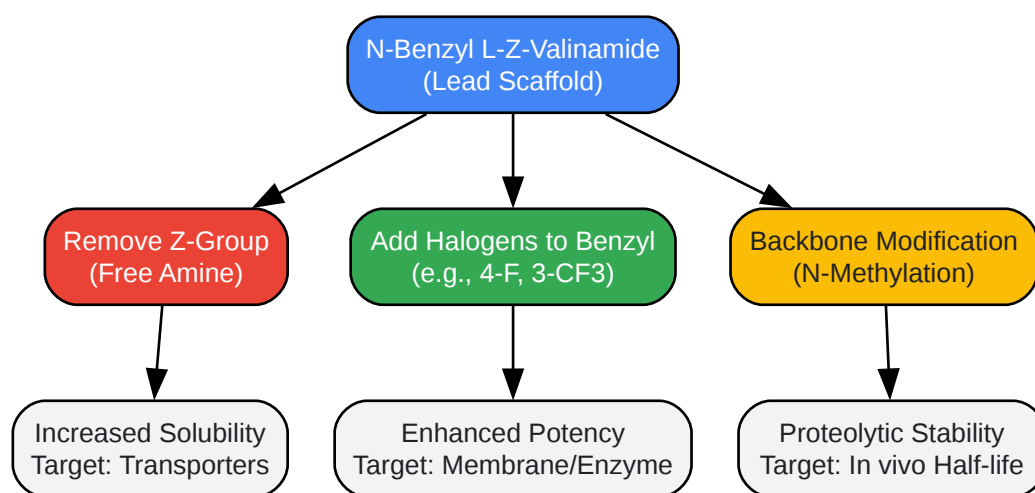 N-Benzyl L-Z-Valinamide
(Lead Scaffold)
Remove Z-Group
(Free Amine)
Add Halogens to Benzyl
(e.g., 4-F, 3-CF3)
Backbone Modification
(N-Methylation)
Increased Solubility
Target: Transporters
Enhanced Potency
Target: Membrane/Enzyme
Proteolytic Stability
Target: In vivo Half-life